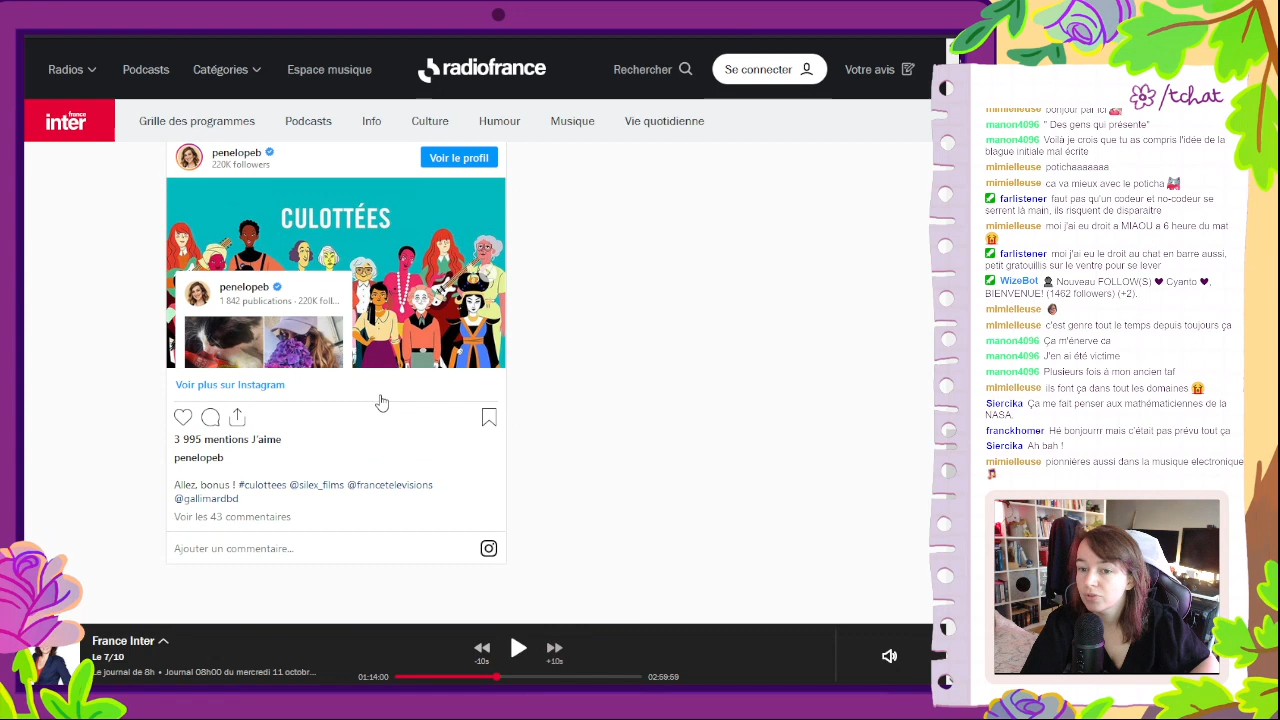 Radios
Podcasts
Catégories
Espace musique
radiofrance
Rechercher
Se connecter
Votre avis
france
inter
Grille des programmes
Culture
Humour
Musique
Vie quotidienne
penelopeb
220K followers
Voir le profil
CULOTTÉES
penelopeb
1 842 publications · 220K foll...
Voir plus sur Instagram
3 995 mentions J'aime
penelopeb
Allez, bonus ! #culottees @silex_films @francetelevisions
@gallimardbd
Voir les 43 commentaires
Ajouter un commentaire...
France Inter
Le 7/10
Le journal de 8h • Journal 08h00 du mercredi 11 octobr...
-10s
+10s
01:14:00
02:59:59
/tchat
mimielleuse bonjour par ici
manon4096 " Des gens qui présente"
manon4096 Voilà je crois que tu as compris l'idée de la
blague initiale mal écrite
mimielleuse potichaaaaaaa
mimielleuse ca va mieux avec le poticha
farlistener faut pas qu'un codeur et no-codeur se
serrent là main, ils risquent de disparaitre
mimielleuse moi j'ai eu droit a MIAOU a 6 heure du mat
farlistener moi j'ai eu le droit au chat en barre aussi,
petit gratouillis sur le ventre pour se lever
WizeBot Nouveau FOLLOW(S) ♥ Cyanto ♥,
BIENVENUE! (1462 followers) (+2).
mimielleuse
mimielleuse c'est genre tout le temps depuis toujours ça
manon4096 Ça m'énerve ca
manon4096 J'en ai été victime
manon4096 Plusieurs fois à mon ancien taf
mimielleuse ils font ça dans tout les domaines
Siercika Ça me fait penser aux mathématiciennes de la
NASA.
franckhomer Hé bonjourrr mais c'était pas prévu tout ça
Siercika Ah bah !
mimielleuse pionnières aussi dans la musique electronique